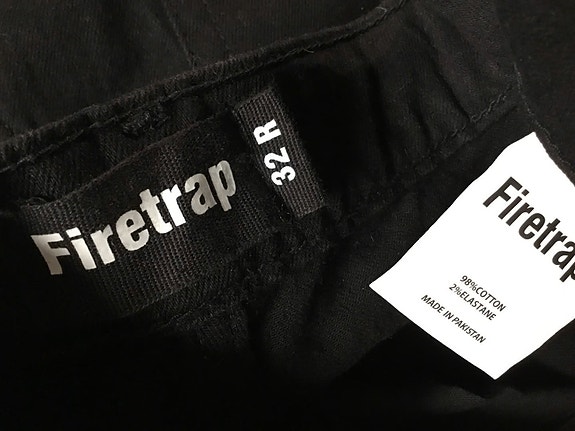 Firetrap
32 R
Firetrap
98%COTTON
2%ELASTANE
MADE IN PAKISTAN